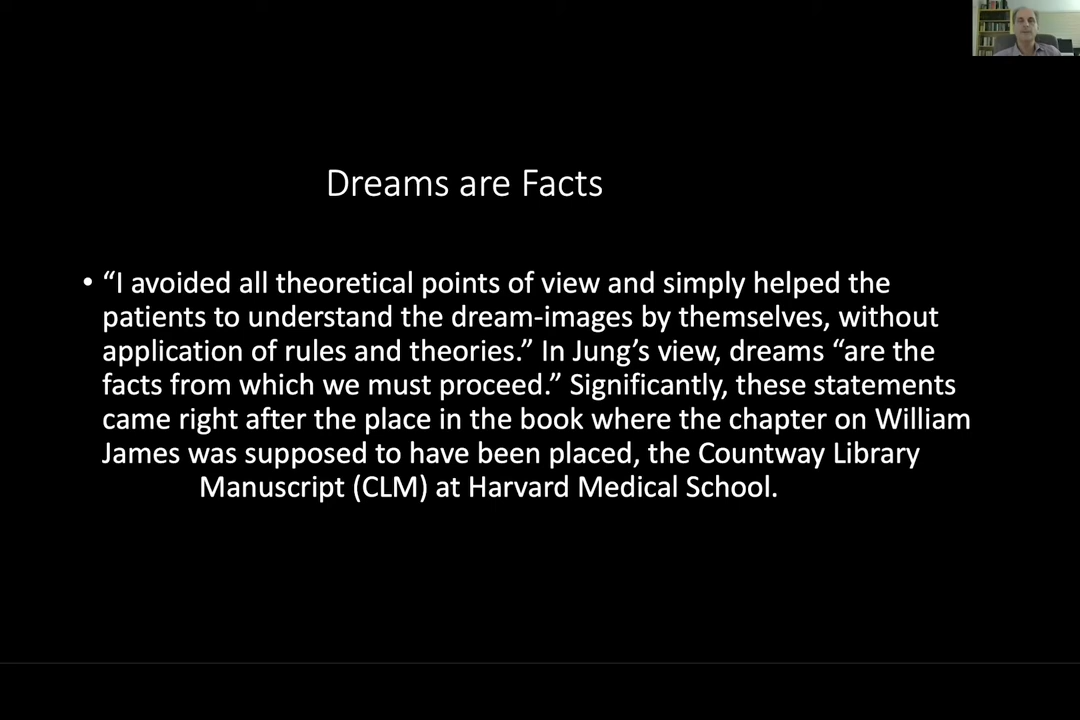 Dreams are Facts
• “I avoided all theoretical points of view and simply helped the
patients to understand the dream-images by themselves, without
application of rules and theories.” In Jung’s view, dreams “are the
facts from which we must proceed.” Significantly, these statements
came right after the place in the book where the chapter on William
James was supposed to have been placed, the Countway Library
Manuscript (CLM) at Harvard Medical School.